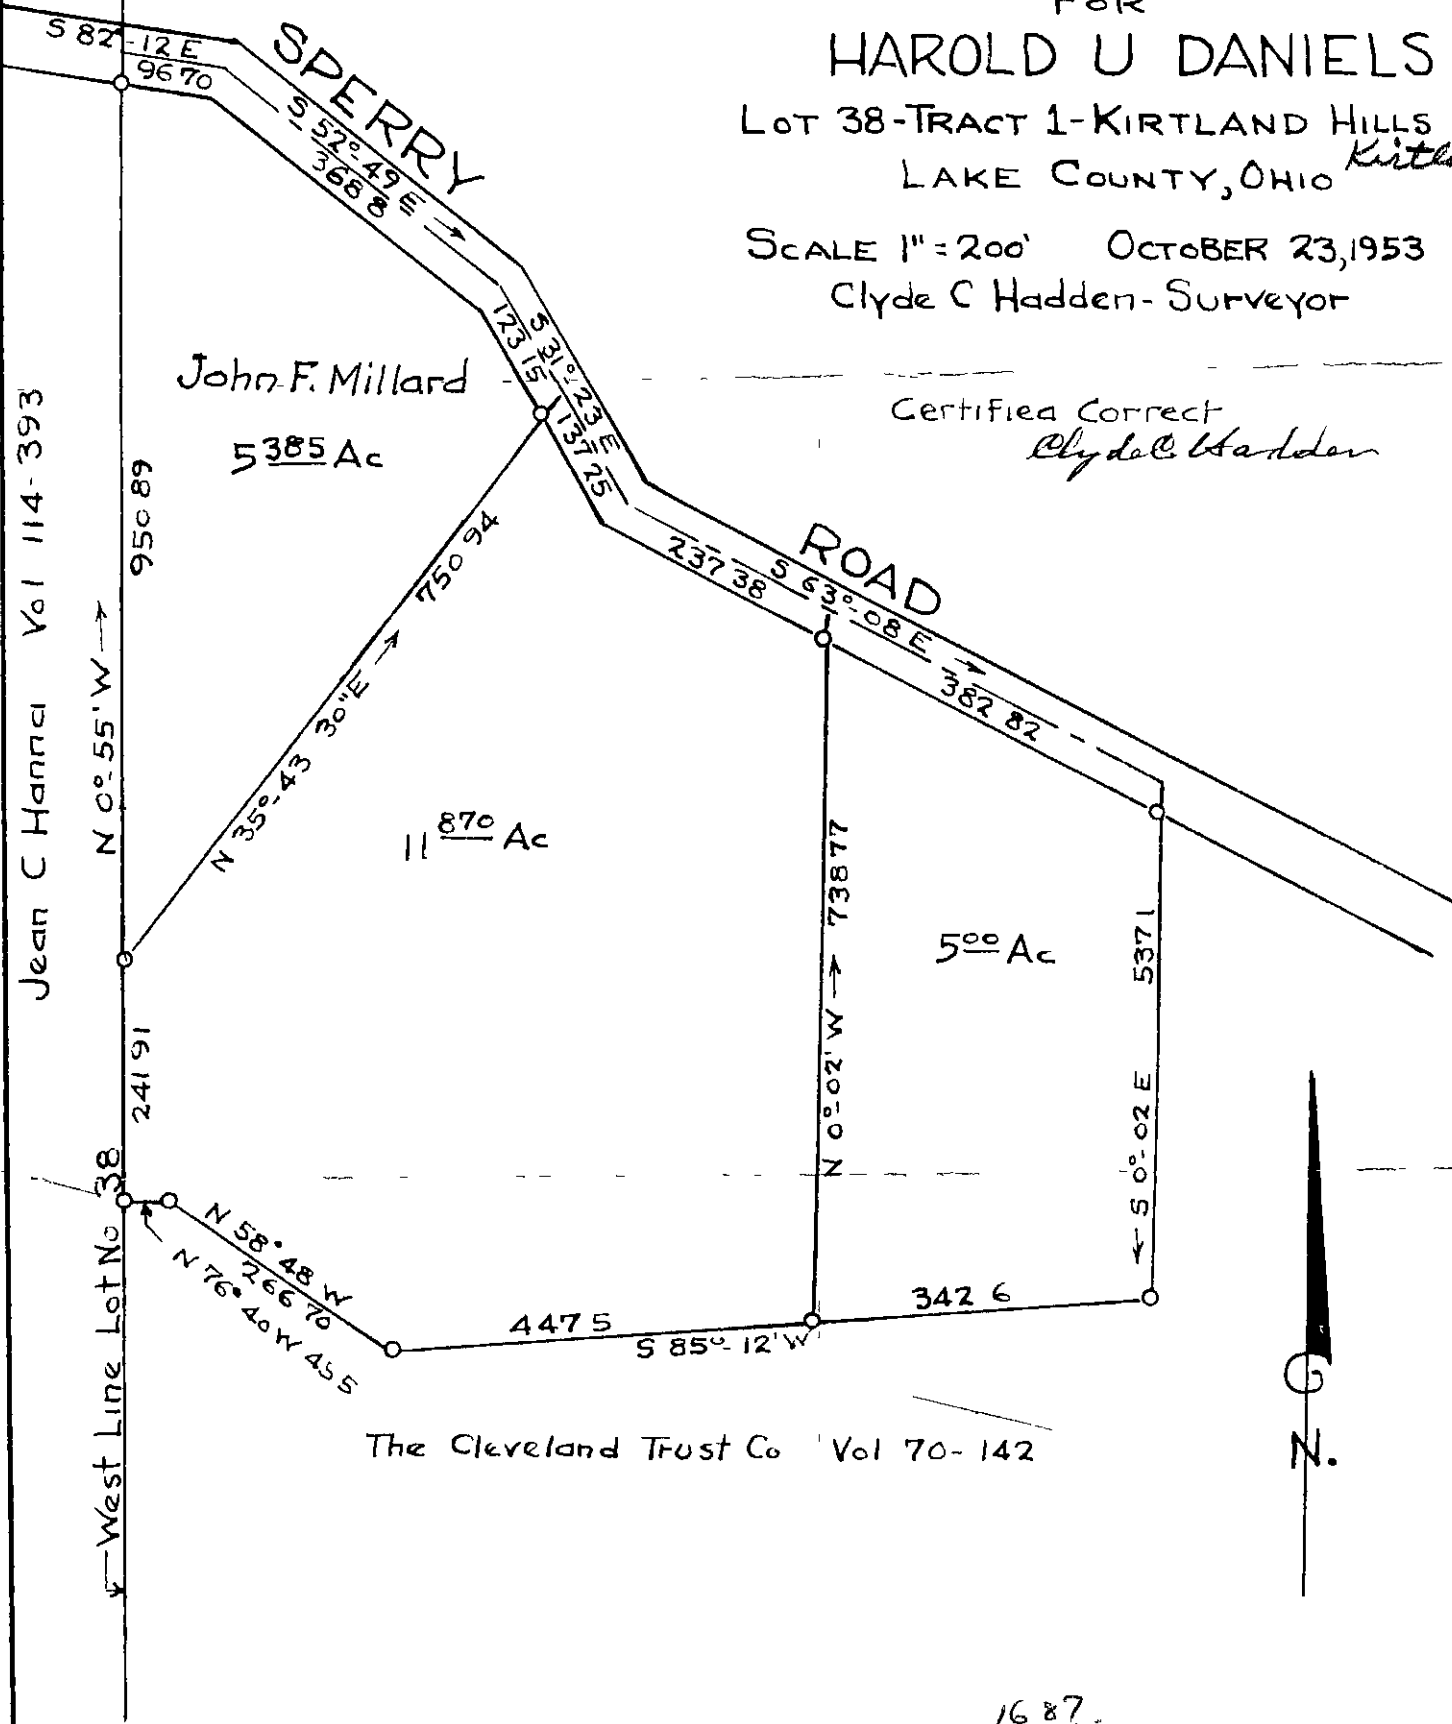 FOR
HAROLD U DANIELS
LOT 38-TRACT 1-KIRTLAND HILLS
LAKE COUNTY, OHIO
SCALE 1" = 200' OCTOBER 23, 1953
Clyde C Hadden - Surveyor
Certified Correct
Clyde C Hadden
S 82°-12 E
96 70
SPERRY
S 52°-49 E
368 8
S 31°-23 E
123 15
137 25
ROAD
S 63°-08 E
237 38
382 82
John F. Millard
5 385 Ac
Jean C Hanna Vol 114-393
950 89
N 0°-55' W
750 94
N 35°-43 30"E
11 870 Ac
738 77
N 0°-02' W
5 00 Ac
537 1
S 0°-02 E
241 91
West Line Lot No 38
N 58°48 W
266 70
N 76°40 W 45 5
447 5
S 85°-12' W
342 6
The Cleveland Trust Co Vol 70-142
N.
1687.